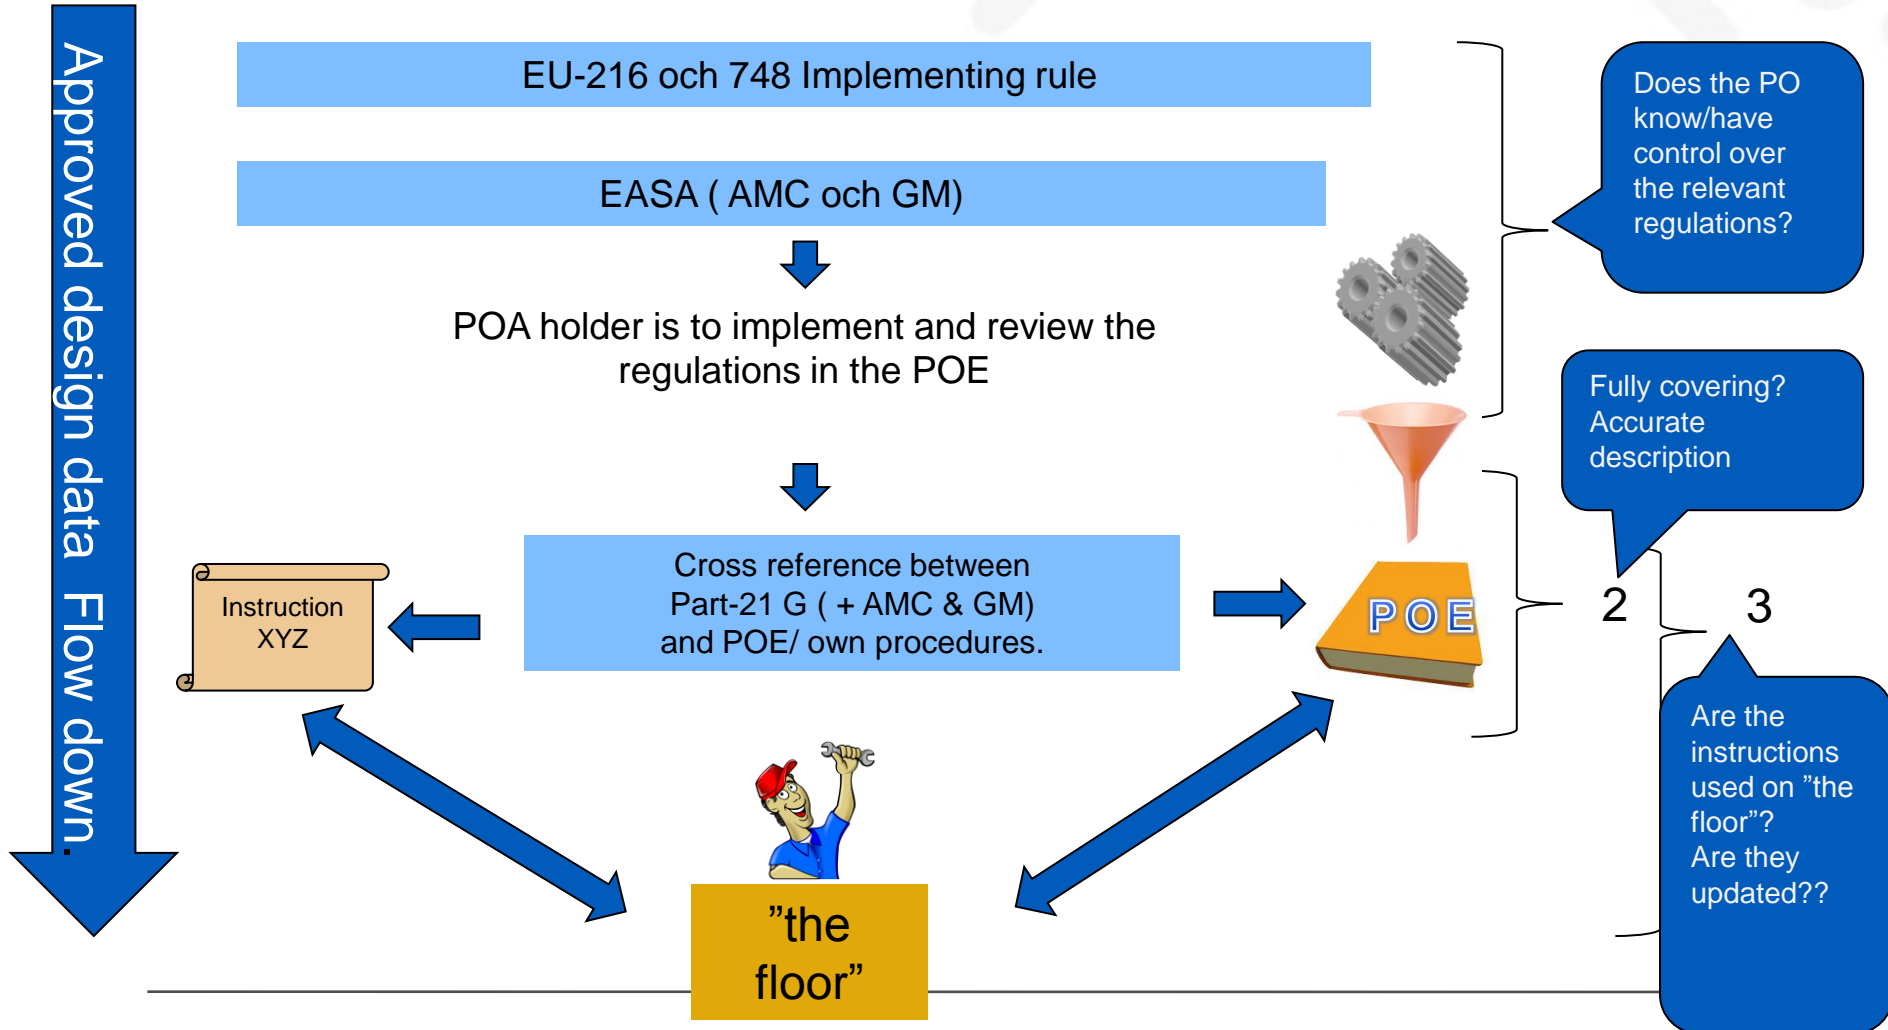 Approved design data  Flow down.
EU-216 och 748 Implementing rule
EASA ( AMC och GM)
POA holder is to implement and review the
regulations in the POE
Cross reference between
Part-21 G ( + AMC & GM)
and POE/ own procedures.
Instruction
XYZ
POE
”the
floor”
Does the PO
know/have
control over
the relevant
regulations?
Fully covering?
Accurate
description
2
3
Are the
instructions
used on ”the
floor”?
Are they
updated??